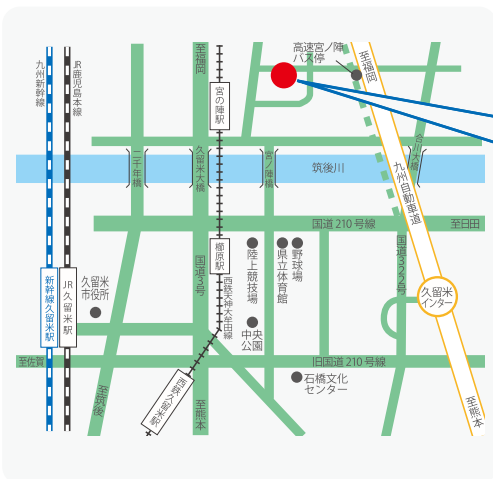 高速宮ノ陣
バス停
至福岡
至福岡
九州新幹線
JR鹿児島本線
宮の陣駅
二千年橋
久留米大橋
宮ノ陣橋
筑後川
合川大橋
九州自動車道
国道210号線
至日田
櫛原駅
国道3号
西鉄天神大牟田線
陸上競技場
県立体育館
野球場
国道322号
新幹線久留米駅
JR久留米駅
久留米
市役所
久留米
インター
中央
公園
至佐賀
旧国道210号線
石橋文化
センター
至筑後
西鉄久留米駅
至熊本
至熊本